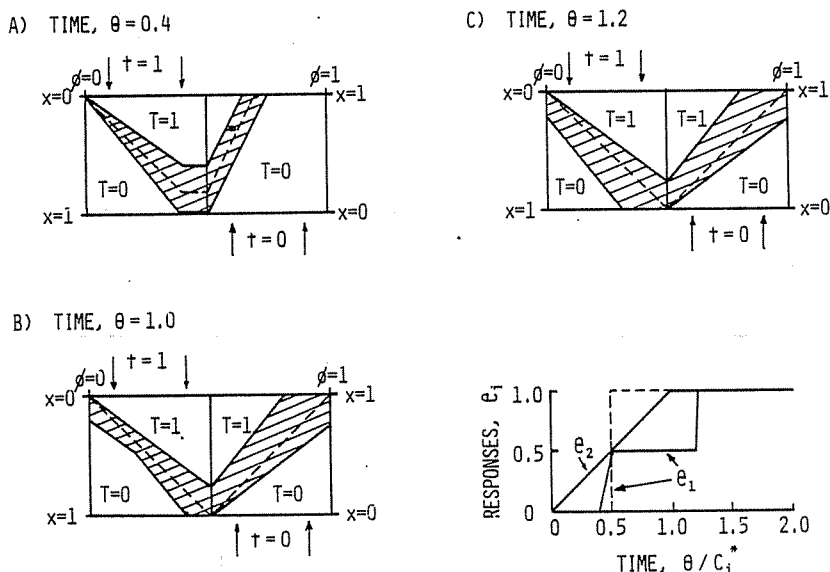 A) TIME, θ=0.4
ø=0
t=1
ø=1
x=0
x=1
T=1
T=0
T=0
x=1
x=0
t=0
C) TIME, θ=1.2
ø=0
t=1
ø=1
x=0
x=1
T=1
T=1
T=0
T=0
x=1
x=0
t=0
B) TIME, θ=1.0
ø=0
t=1
ø=1
x=0
x=1
T=1
T=1
T=0
T=0
x=1
x=0
t=0
RESPONSES, e_i
1.0
0.5
0
e_2
e_1
0 0.5 1.0 1.5 2.0
TIME, θ/C_i^*